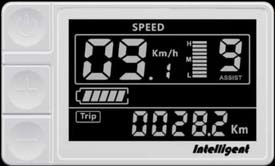 SPEED
09.1 Km/h H M L 9 ASSIST
Trip 0028.2 Km
Intelligent